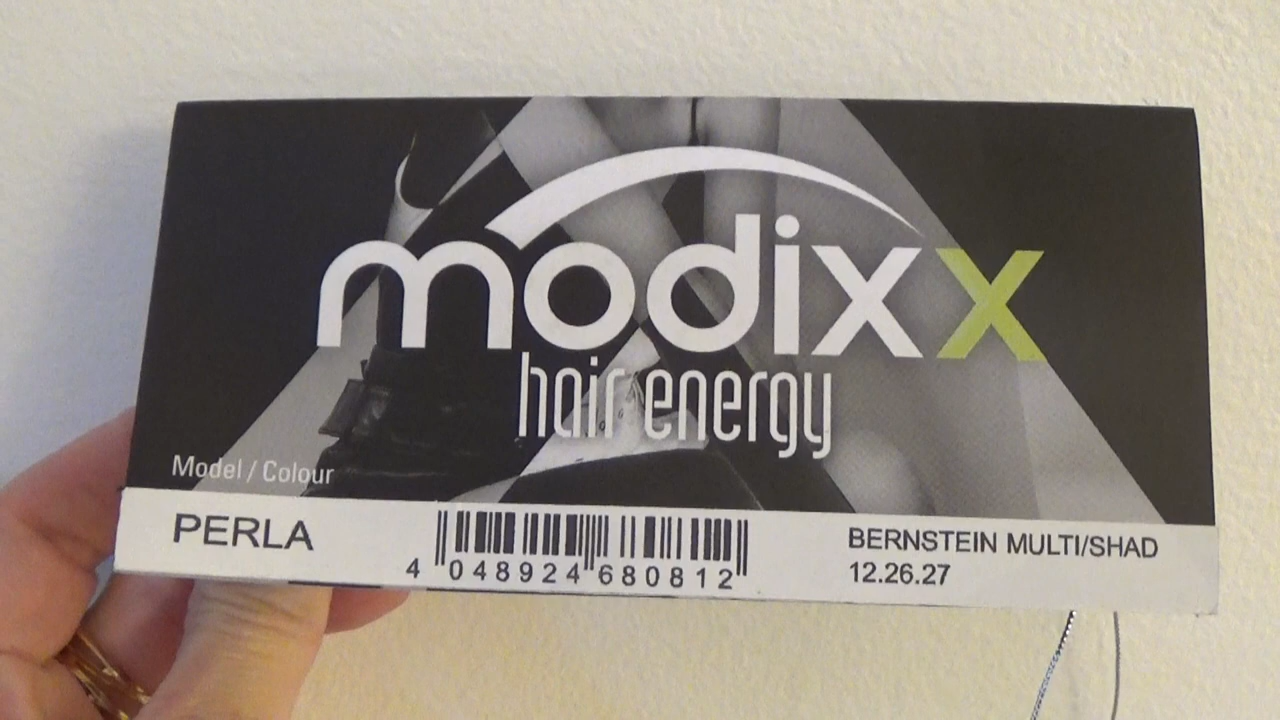 modixx
hair energy
Model / Colour
PERLA
4 048924 680812
BERNSTEIN MULTI/SHAD
12.26.27